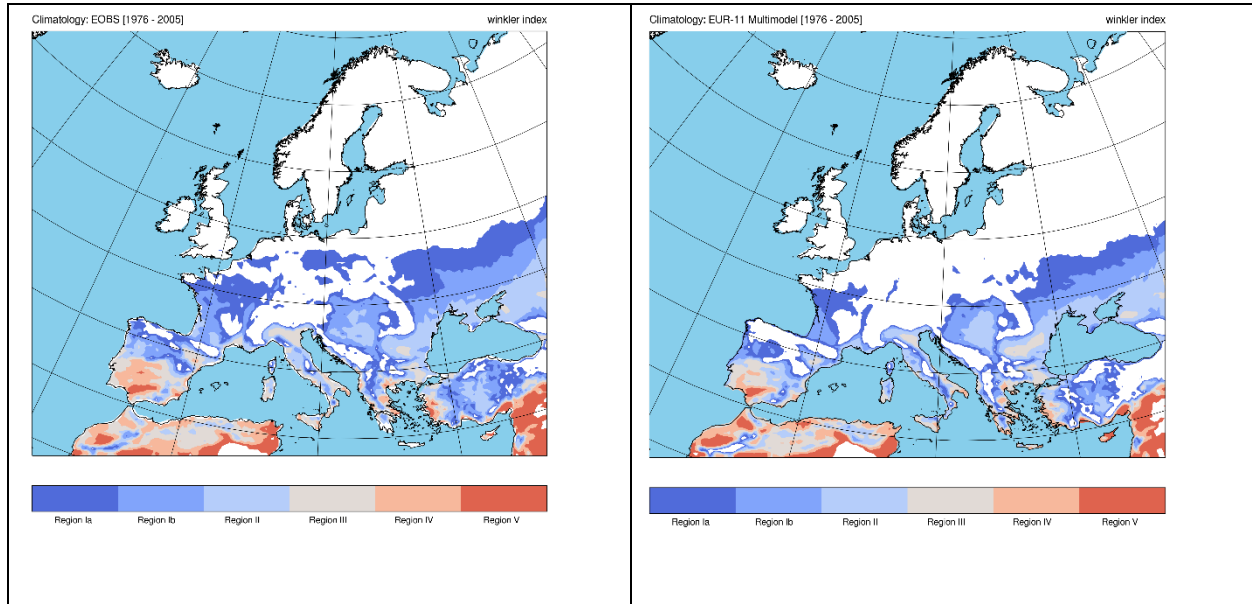 Climatology: EOBS [1976 - 2005] winkler index
Region Ia Region Ib Region II Region III Region IV Region V
Climatology: EUR-11 Multimodel [1976 - 2005] winkler index
Region Ia Region Ib Region II Region III Region IV Region V